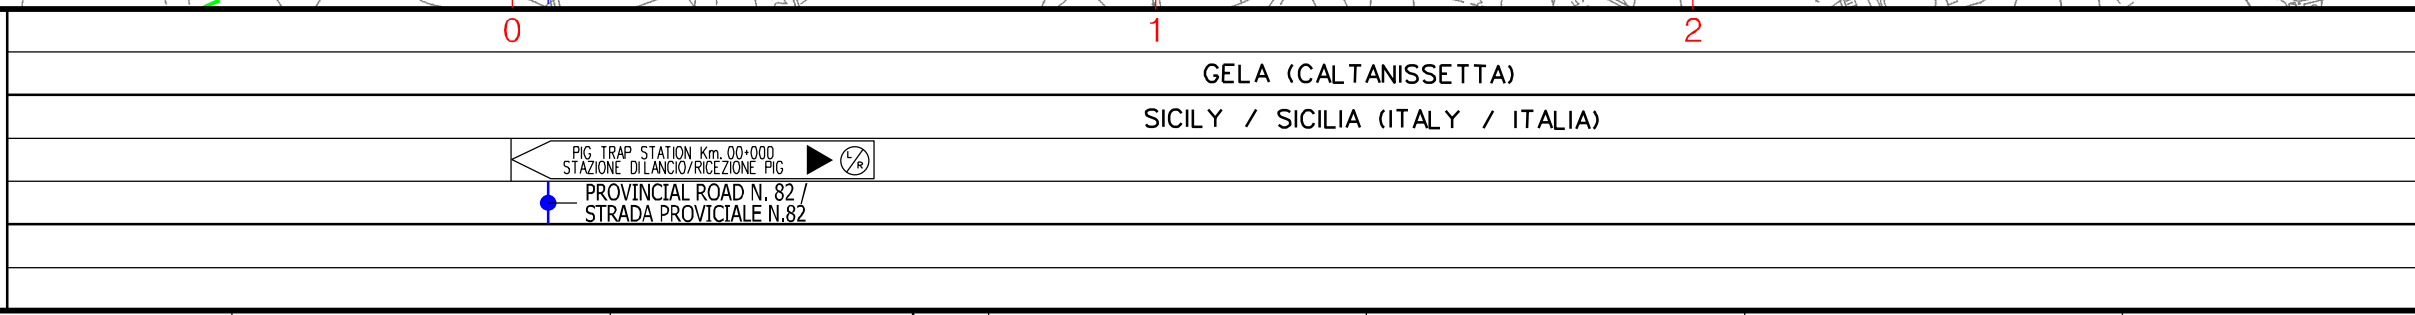 0 1 2
GELA (CALTANISSETTA)
SICILY / SICILIA (ITALY / ITALIA)
PIG TRAP STATION Km. 00+000
STAZIONE DI LANCIO/RICEZIONE PIG
L/R
PROVINCIAL ROAD N. 82 /
STRADA PROVICIALE N.82